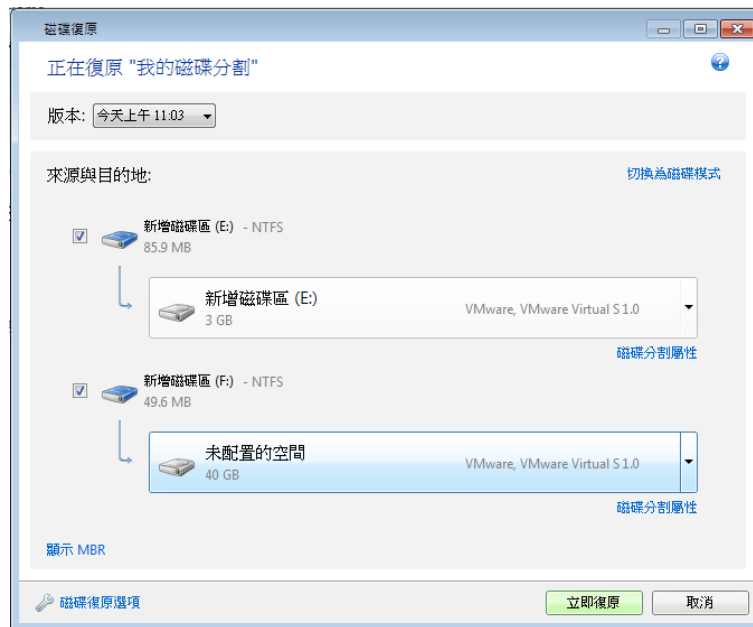 磁碟復原
正在復原 "我的磁碟分割"
版本: 今天上午 11:03
來源與目的地: 切換為磁碟模式
新增磁碟區 (E:) - NTFS
85.9 MB
新增磁碟區 (E:) VMware, VMware Virtual S 1.0
3 GB
磁碟分割屬性
新增磁碟區 (F:) - NTFS
49.6 MB
未配置的空間 VMware, VMware Virtual S 1.0
40 GB
磁碟分割屬性
顯示 MBR
磁碟復原選項 立即復原 取消